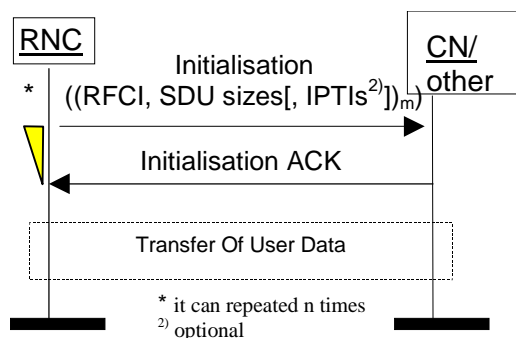 RNC
CN/
other
Initialisation
* ((RFCI, SDU sizes[, IPTIs2)])m)
Initialisation ACK
Transfer Of User Data
* it can repeated n times
2) optional